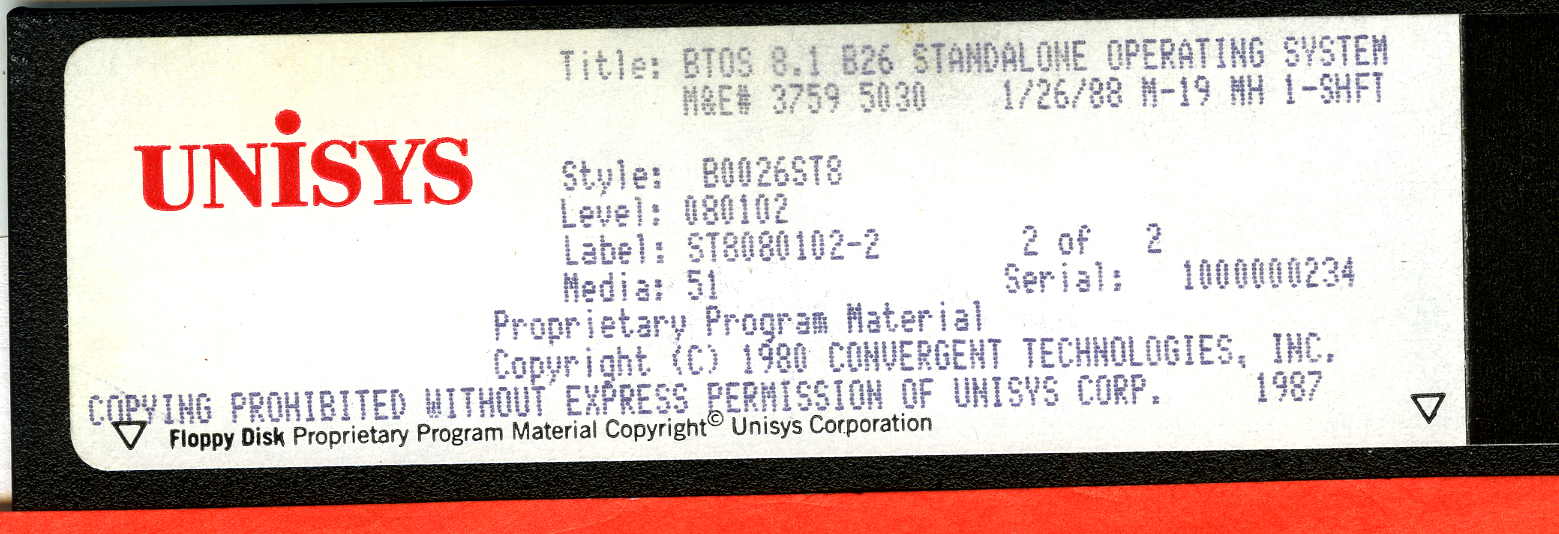 UNiSYS
Title: BTOS 8.1 B26 STANDALONE OPERATING SYSTEM
M&E# 3759 5030 1/26/88 M-19 MH 1-SHFT
Style: B0026ST8
Level: 080102
Label: ST8080102-2 2 of 2
Media: 51 Serial: 1000000234
Proprietary Program Material
Copyright (C) 1980 CONVERGENT TECHNOLOGIES, INC.
COPYING PROHIBITED WITHOUT EXPRESS PERMISSION OF UNISYS CORP. 1987
Floppy Disk Proprietary Program Material Copyright© Unisys Corporation